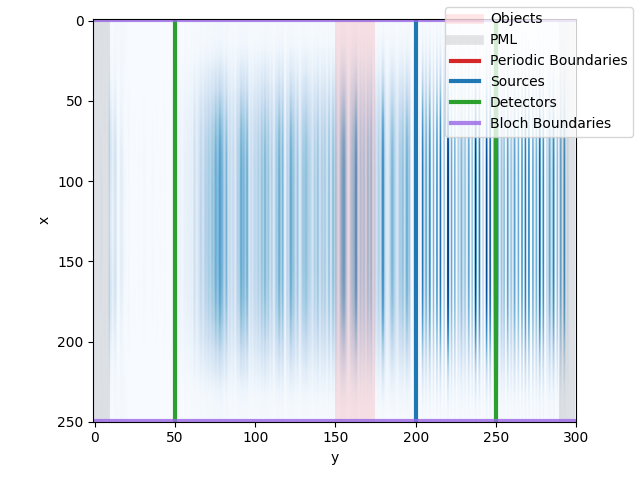 Objects
PML
Periodic Boundaries
Sources
Detectors
Bloch Boundaries
0
50
100
150
200
250
x
0 50 100 150 200 250 300
y